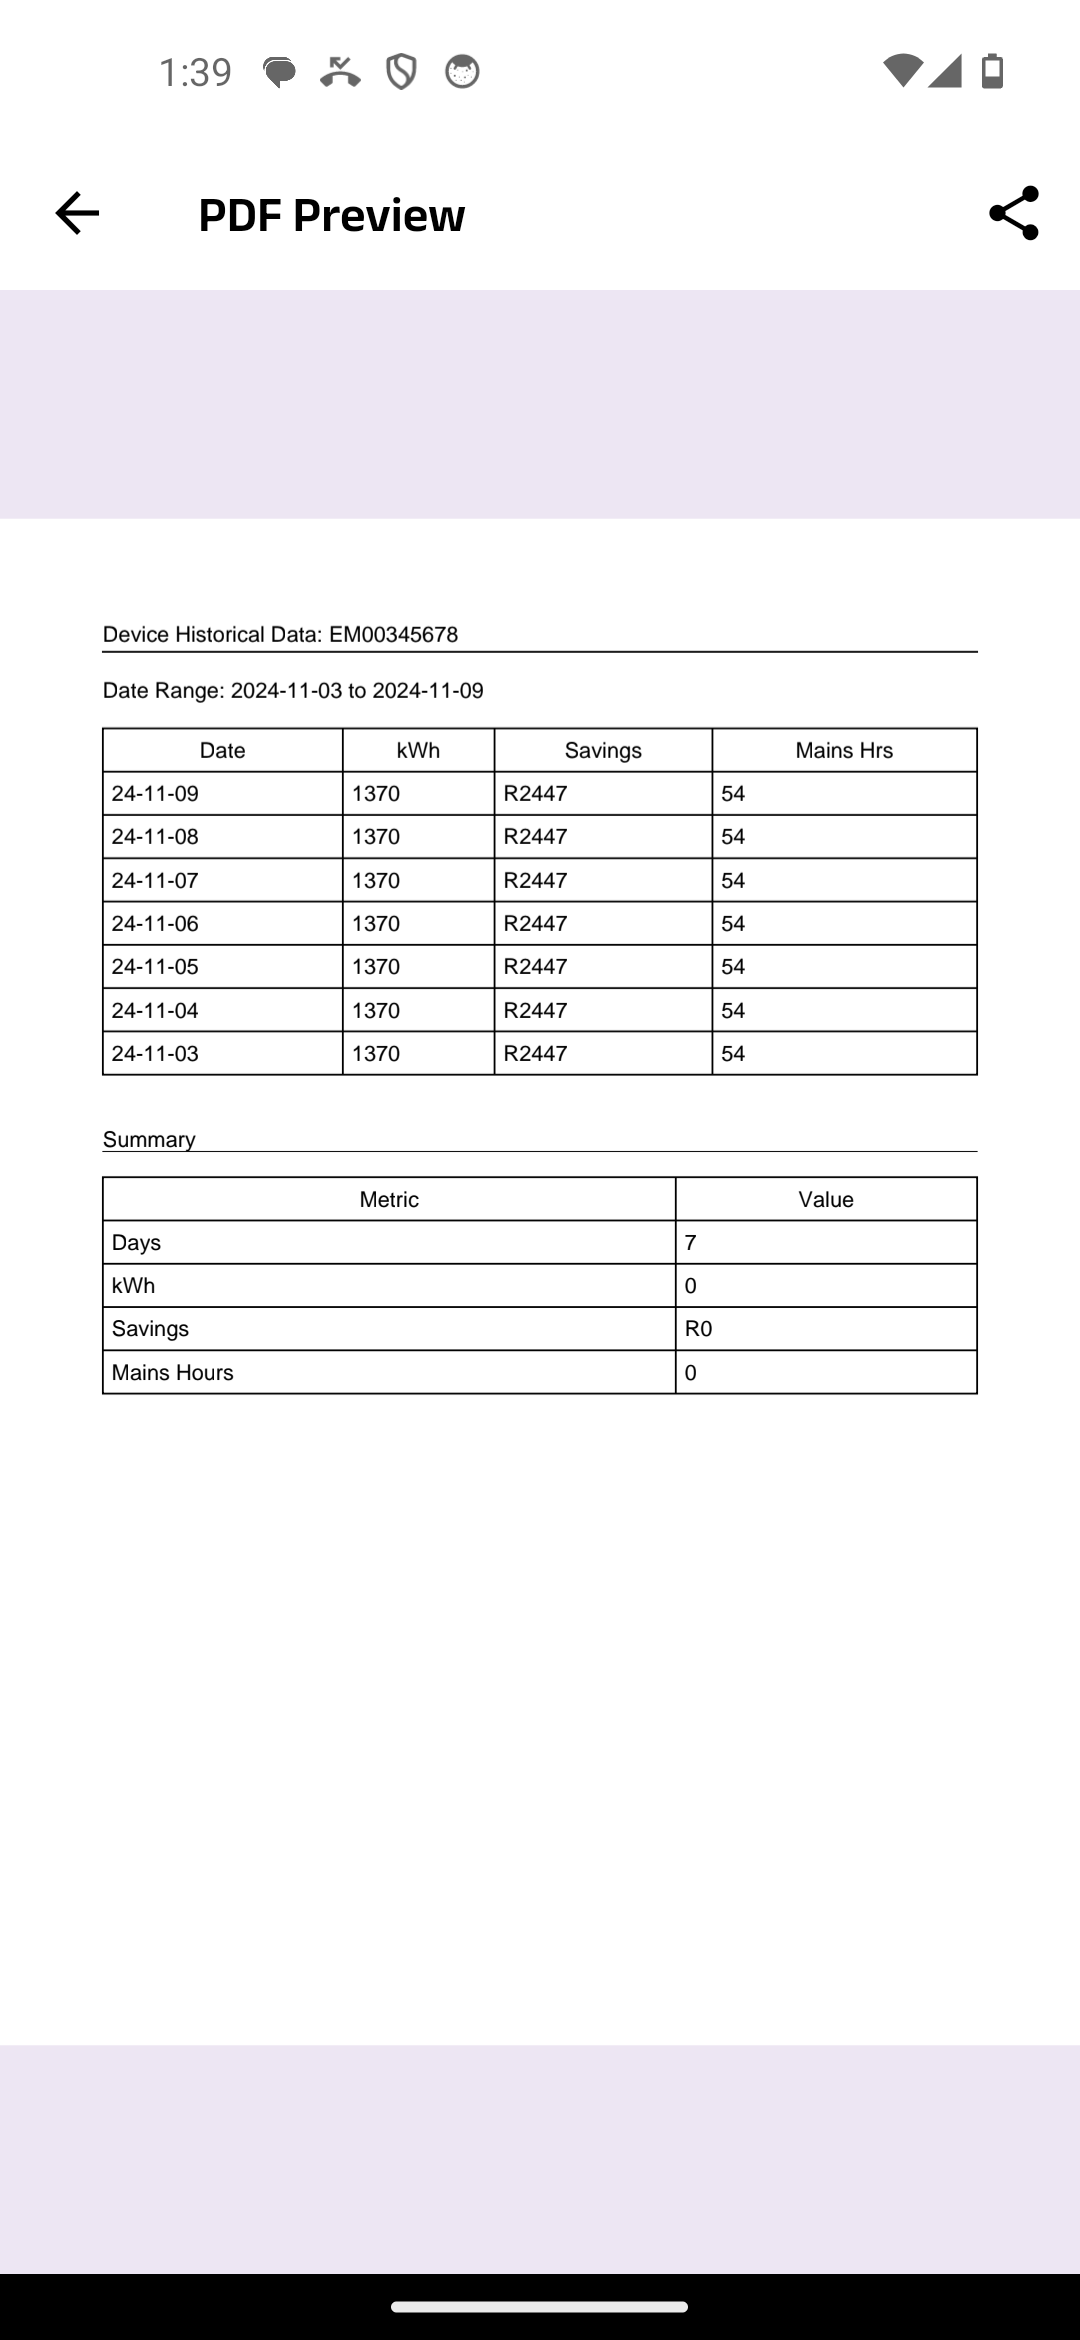 1:39
PDF Preview
Device Historical Data: EM00345678
Date Range: 2024-11-03 to 2024-11-09
Date kWh Savings Mains Hrs
24-11-09 1370 R2447 54
24-11-08 1370 R2447 54
24-11-07 1370 R2447 54
24-11-06 1370 R2447 54
24-11-05 1370 R2447 54
24-11-04 1370 R2447 54
24-11-03 1370 R2447 54
Summary
Metric Value
Days 7
kWh 0
Savings R0
Mains Hours 0